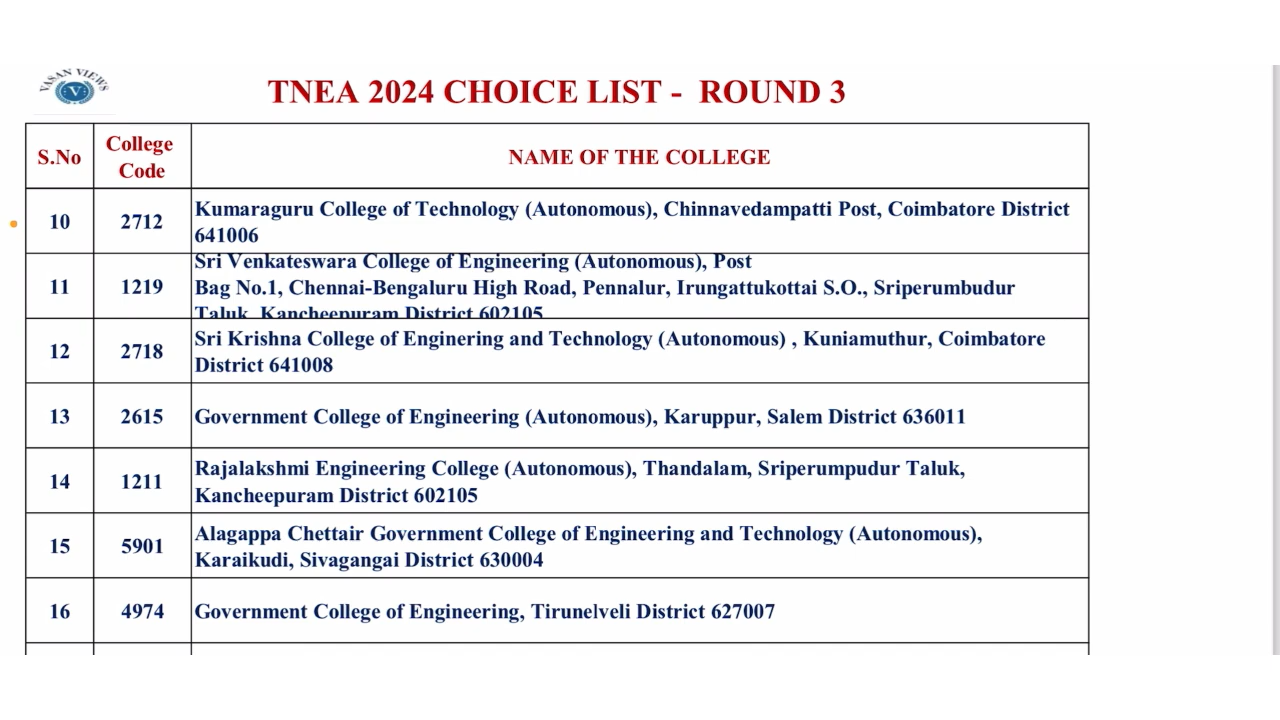 VASAN VIEWS
V
TNEA 2024 CHOICE LIST - ROUND 3
S.No
College
Code
NAME OF THE COLLEGE
10
2712
Kumaraguru College of Technology (Autonomous), Chinnavedampatti Post, Coimbatore District
641006
11
1219
Sri Venkateswara College of Engineering (Autonomous), Post
Bag No.1, Chennai-Bengaluru High Road, Pennalur, Irungattukottai S.O., Sriperumbudur
Taluk, Kancheepuram District 602105
12
2718
Sri Krishna College of Enginering and Technology (Autonomous) , Kuniamuthur, Coimbatore
District 641008
13
2615
Government College of Engineering (Autonomous), Karuppur, Salem District 636011
14
1211
Rajalakshmi Engineering College (Autonomous), Thandalam, Sriperumpudur Taluk,
Kancheepuram District 602105
15
5901
Alagappa Chettair Government College of Engineering and Technology (Autonomous),
Karaikudi, Sivagangai District 630004
16
4974
Government College of Engineering, Tirunelveli District 627007